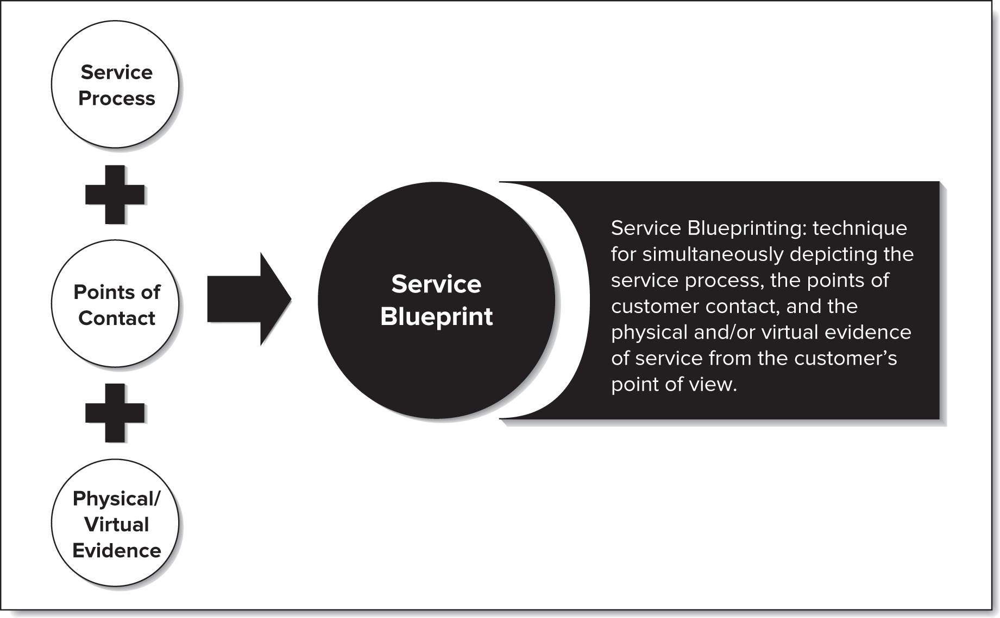 Service
Process
Points of
Contact
Physical/
Virtual
Evidence
Service
Blueprint
Service Blueprinting: technique
for simultaneously depicting the
service process, the points of
customer contact, and the
physical and/or virtual evidence
of service from the customer’s
point of view.